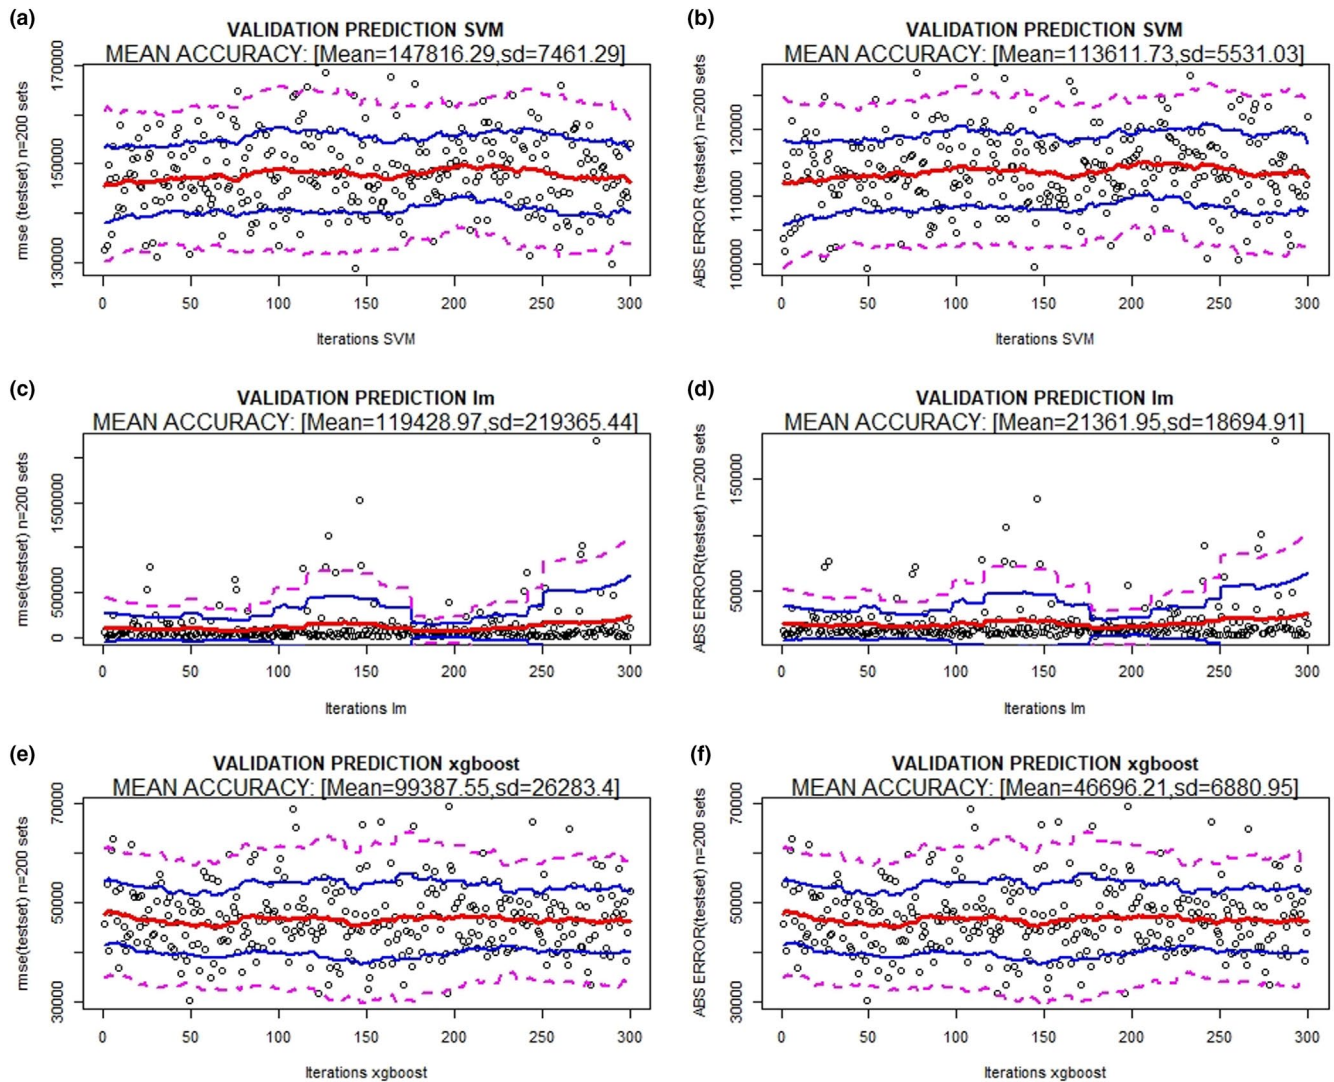 (a)
VALIDATION PREDICTION SVM
MEAN ACCURACY: [Mean=147816.29,sd=7461.29]
rmse (testset) n=200 sets
170000
150000
130000
0 50 100 150 200 250 300
Iterations SVM
(b)
VALIDATION PREDICTION SVM
MEAN ACCURACY: [Mean=113611.73,sd=5531.03]
ABS ERROR (testset) n=200 sets
120000
110000
100000
0 50 100 150 200 250 300
Iterations SVM
(c)
VALIDATION PREDICTION lm
MEAN ACCURACY: [Mean=119428.97,sd=219365.44]
rmse(testset) n=200 sets
1500000
500000
0
0 50 100 150 200 250 300
Iterations lm
(d)
VALIDATION PREDICTION lm
MEAN ACCURACY: [Mean=21361.95,sd=18694.91]
ABS ERROR(testset) n=200 sets
150000
50000
0 50 100 150 200 250 300
Iterations lm
(e)
VALIDATION PREDICTION xgboost
MEAN ACCURACY: [Mean=99387.55,sd=26283.4]
rmse(testset) n=200 sets
70000
50000
30000
0 50 100 150 200 250 300
Iterations xgboost
(f)
VALIDATION PREDICTION xgboost
MEAN ACCURACY: [Mean=46696.21,sd=6880.95]
ABS ERROR(testset) n=200 sets
70000
50000
30000
0 50 100 150 200 250 300
Iterations xgboost